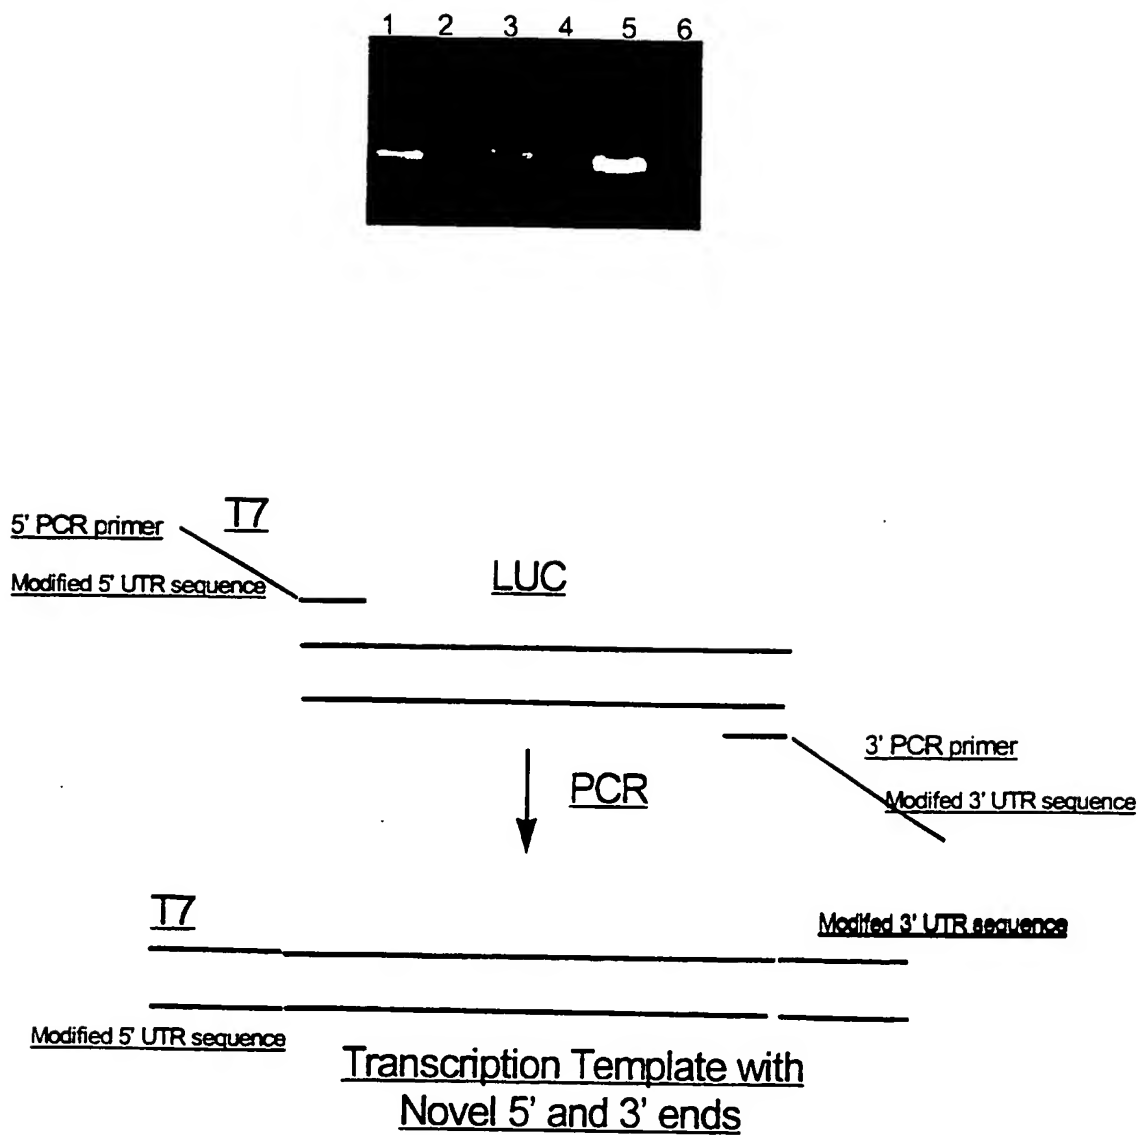 1 2 3 4 5 6
T7
5' PCR primer
Modified 5' UTR sequence
LUC
3' PCR primer
Modifed 3' UTR sequence
PCR
T7
Modifed 3' UTR sequence
Modified 5' UTR sequence
Transcription Template with
Novel 5' and 3' ends